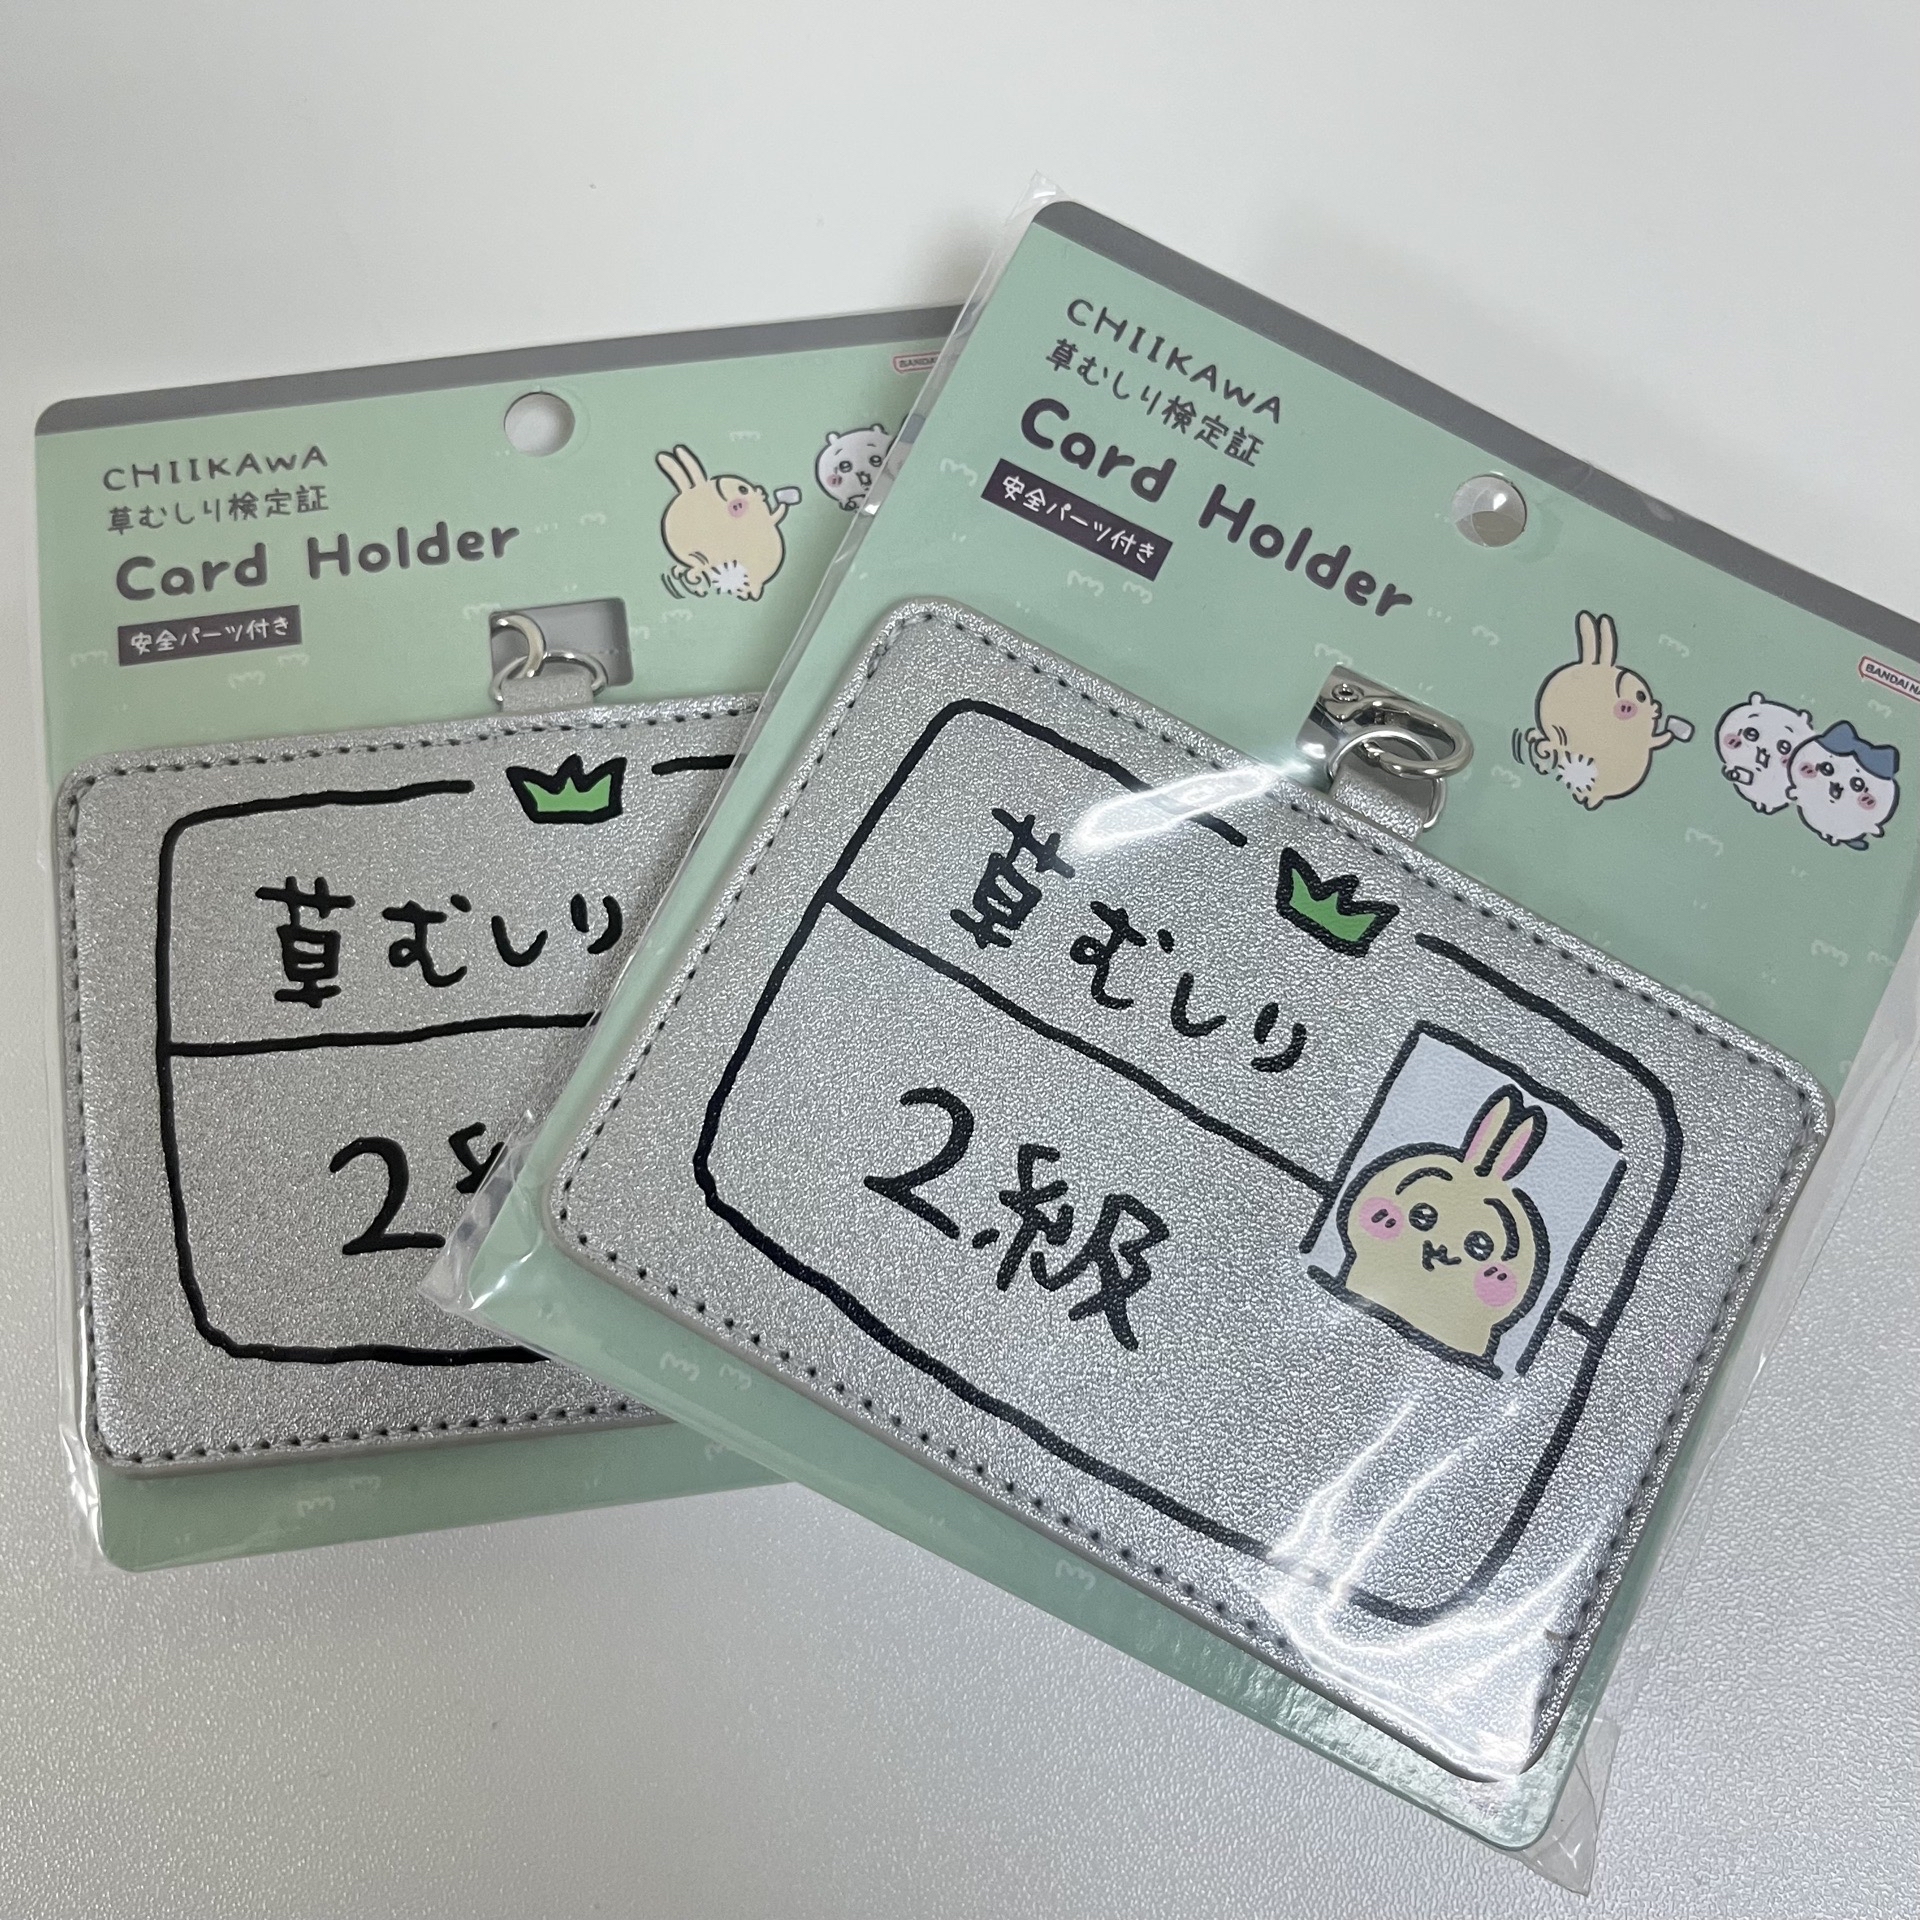 CHIIKAWA
草むしり検定証
Card Holder
安全パーツ付き
草むしり
2
CHIIKAWA
草むしり検定証
Card Holder
安全パーツ付き
BANDAI
草むしり
2級